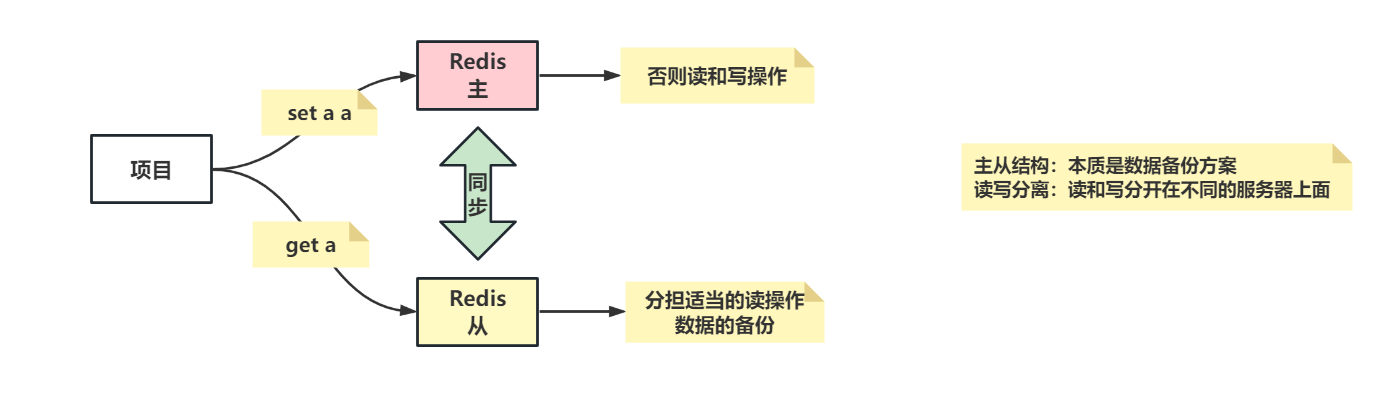 Redis
主
否则读和写操作
set a a
项目
同
步
主从结构：本质是数据备份方案
读写分离：读和写分开在不同的服务器上面
get a
Redis
从
分担适当的读操作
数据的备份